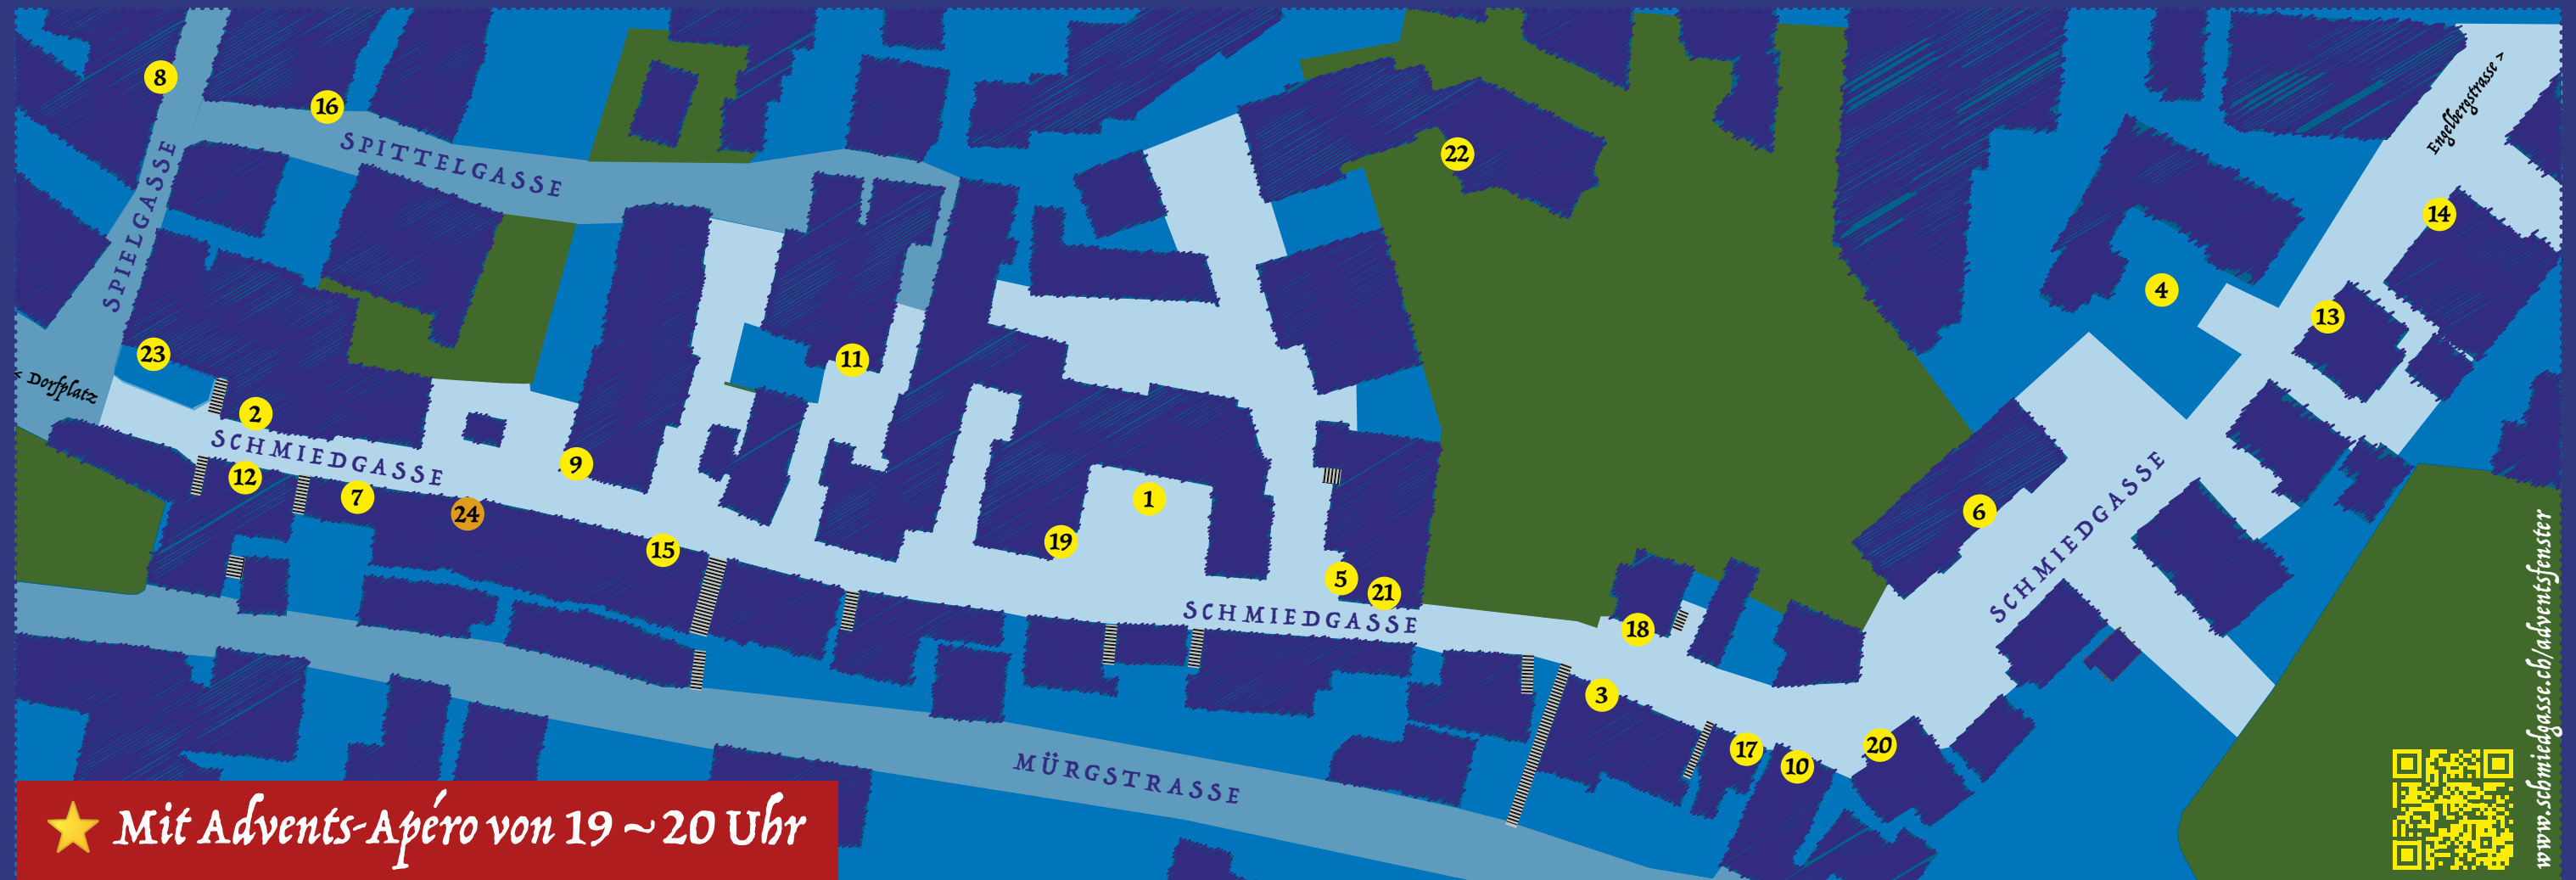 8
16
SPITTELGASSE
SPIELGASSE
Engelbergstrasse >
22
14
4
13
23
11
< Dorfplatz
2
SCHMIEDGASSE
12
7
24
9
15
19
1
5
21
SCHMIEDGASSE
18
6
SCHMIEDGASSE
3
17
10
20
MÜRGSTRASSE
Mit Advents-Apéro von 19 ~ 20 Uhr
www.schmiedgasse.ch/adventsfenster